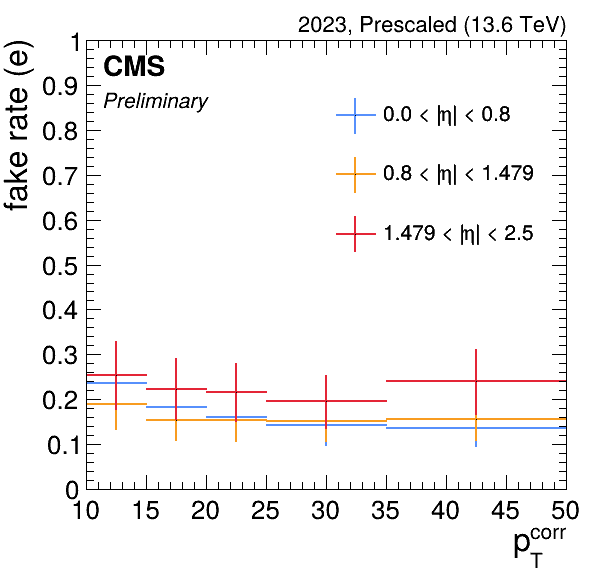 2023, Prescaled (13.6 TeV)
fake rate (e)
CMS
Preliminary
0.0 < |η| < 0.8
0.8 < |η| < 1.479
1.479 < |η| < 2.5
1
0.9
0.8
0.7
0.6
0.5
0.4
0.3
0.2
0.1
0
10 15 20 25 30 35 40 45 50
p_T^corr